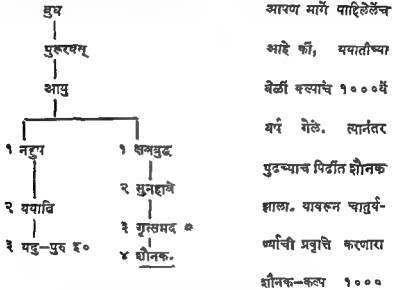 बुध
पुरूरवस्
आयु
१ नहुष
१ क्षत्रवृद्ध
२ सुनहोत्र
२ ययाति
३ गृत्समद *
३ यदु-पुरु इ०
४ शौनक.
आपण मागें पाहिलेलेंच
आहे कीं, ययातीच्या
वेळीं कल्पाचें १०००वें
वर्ष गेलें. त्यानंतर
पुढच्याच पिढींत शौनक
झाला. यावरून चातुर्व-
र्ण्याची प्रवृत्ति करणारा
शौनक-कल्प १०००